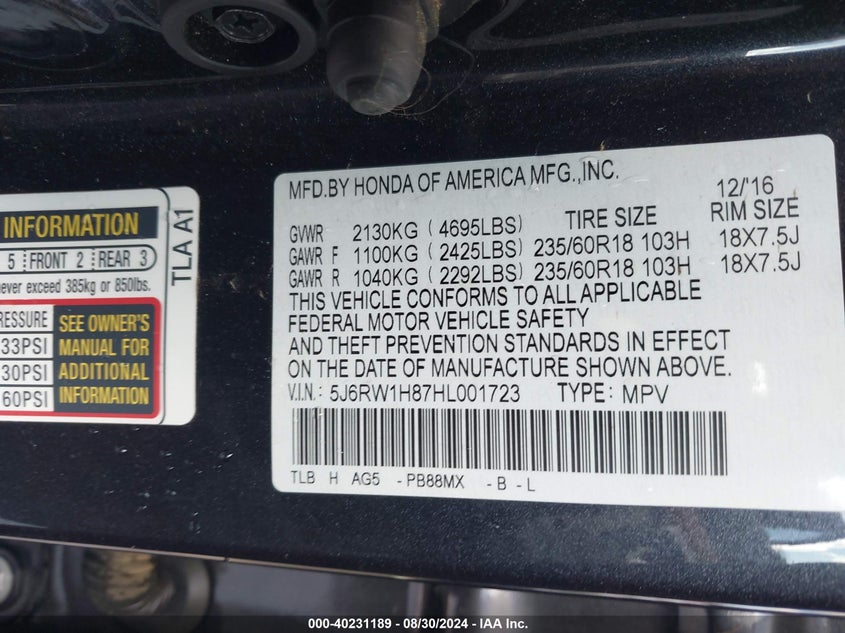 INFORMATION
5 FRONT 2 REAR 3
never exceed 385kg or 850lbs.
33PSI
30PSI
60PSI
SEE OWNER'S
MANUAL FOR
ADDITIONAL
INFORMATION
TLA A1
MFD.BY HONDA OF AMERICA MFG.,INC.
12/'16
GVWR 2130KG (4695LBS) TIRE SIZE RIM SIZE
GAWR F 1100KG (2425LBS) 235/60R18 103H 18X7.5J
GAWR R 1040KG (2292LBS) 235/60R18 103H 18X7.5J
THIS VEHICLE CONFORMS TO ALL APPLICABLE
FEDERAL MOTOR VEHICLE SAFETY
AND THEFT PREVENTION STANDARDS IN EFFECT
ON THE DATE OF MANUFACTURE SHOWN ABOVE.
V.I.N.: 5J6RW1H87HL001723 TYPE: MPV
TLB H AG5 -PB88MX -B -L
000-40231189 - 08/30/2024 - IAA Inc.